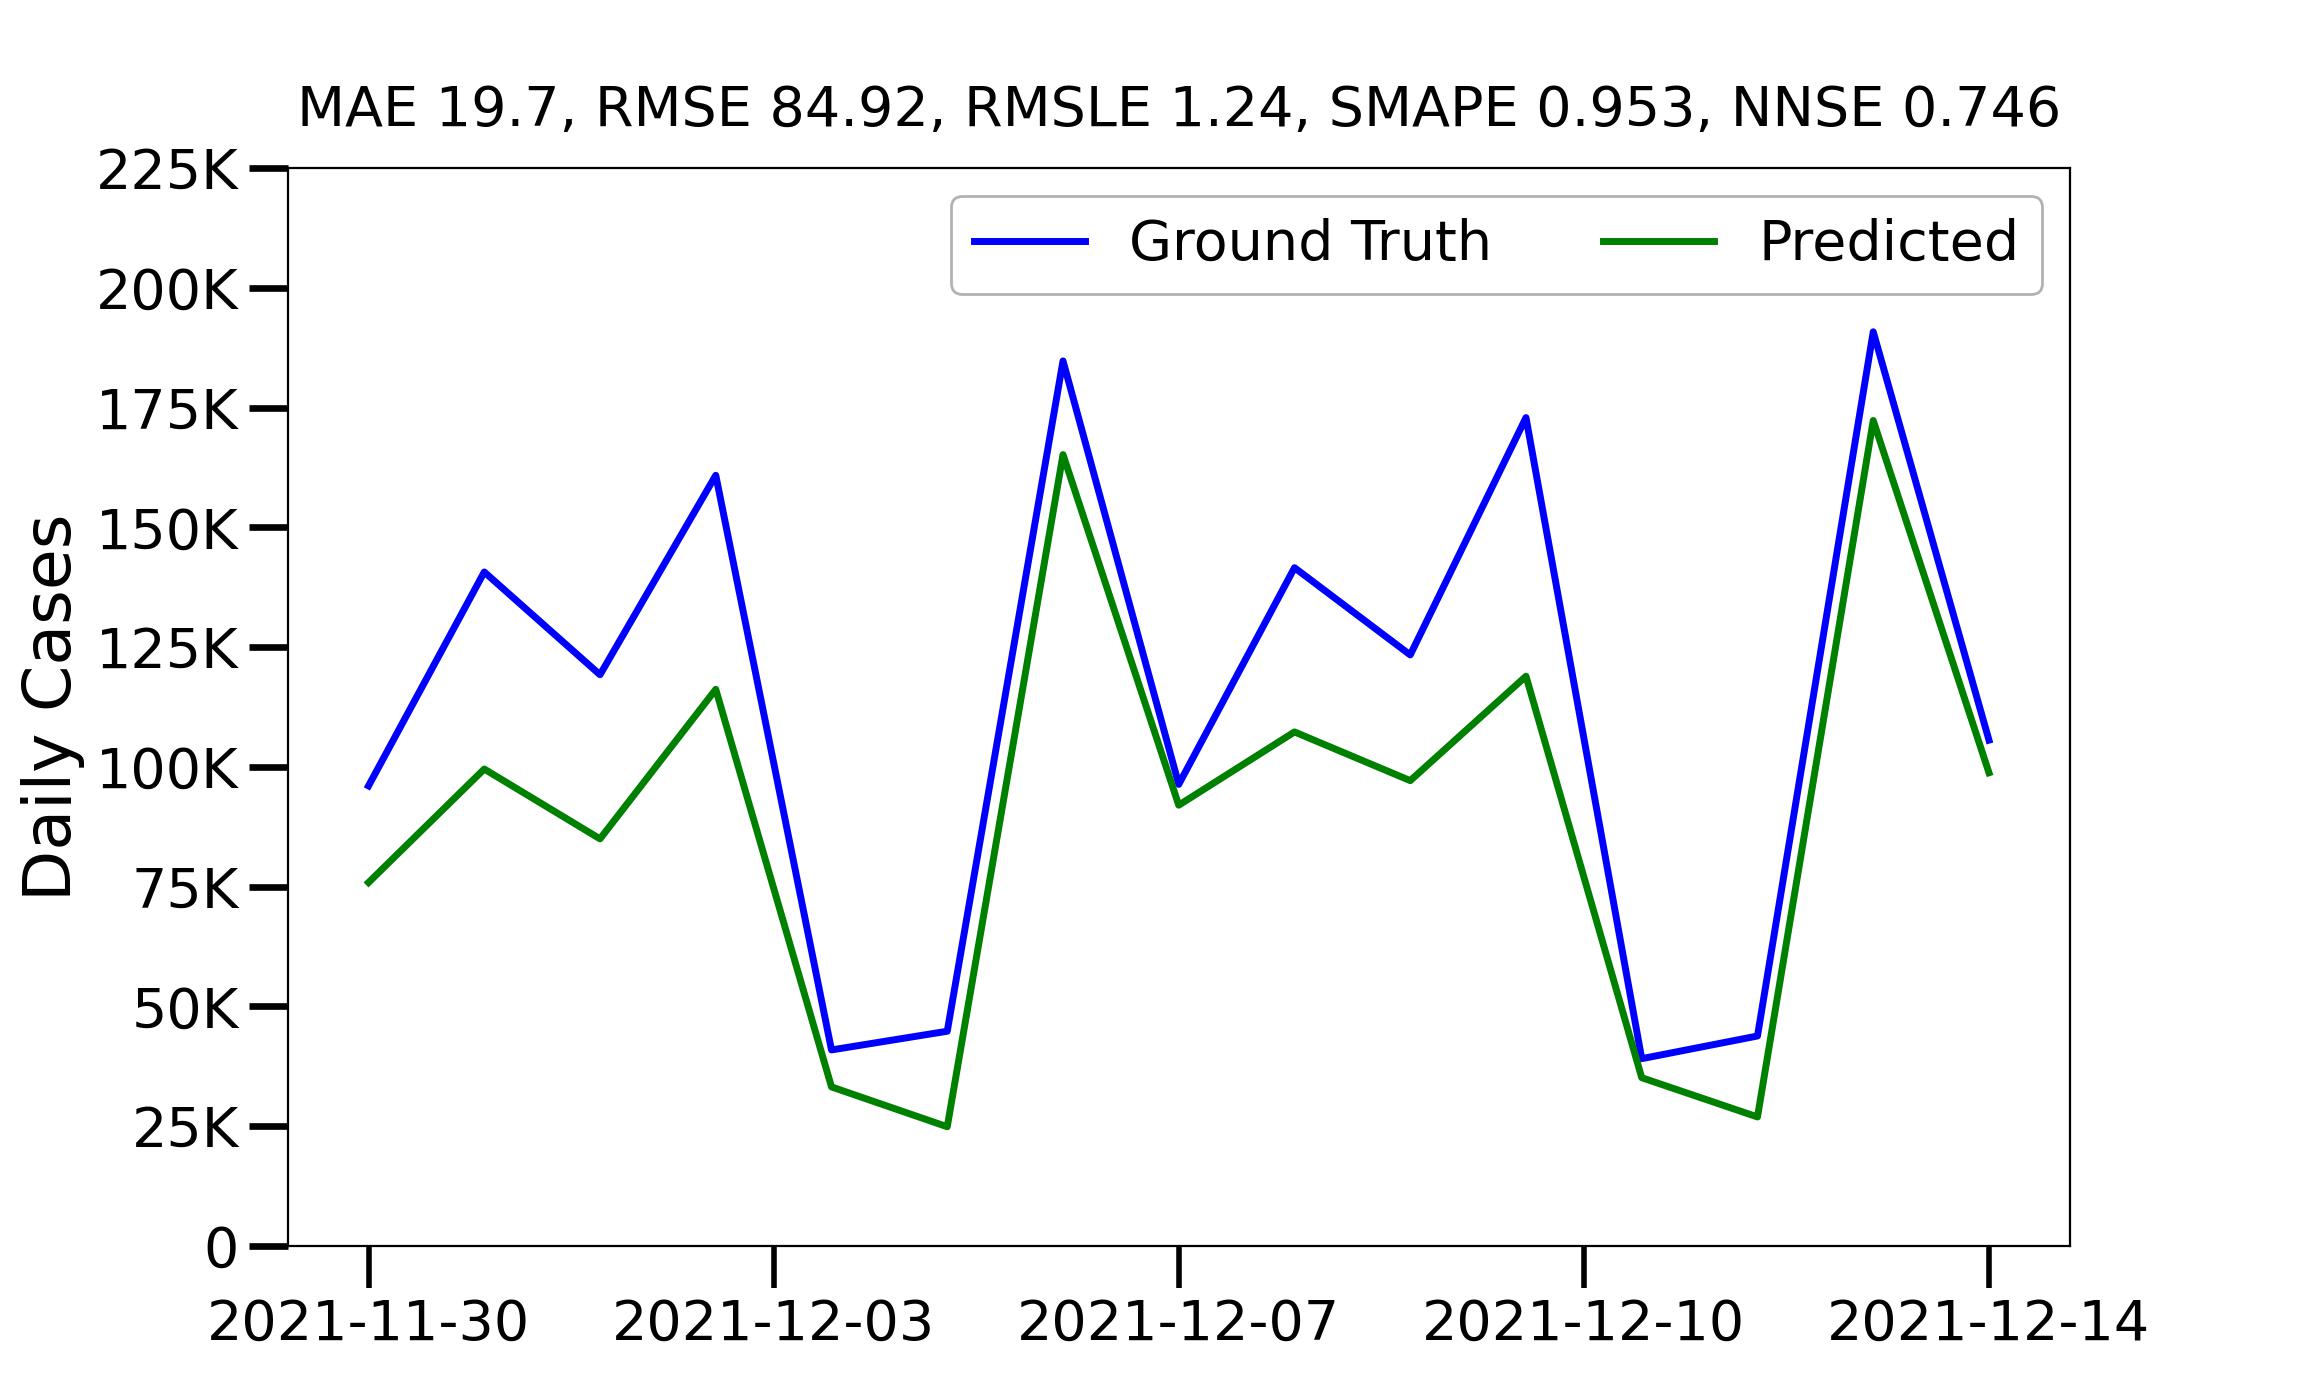 MAE 19.7, RMSE 84.92, RMSLE 1.24, SMAPE 0.953, NNSE 0.746
Ground Truth
Predicted
Daily Cases
225K
200K
175K
150K
125K
100K
75K
50K
25K
0
2021-11-30
2021-12-03
2021-12-07
2021-12-10
2021-12-14